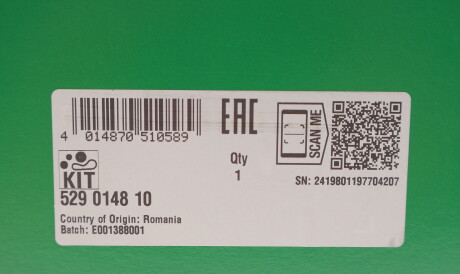 4 014870 510589
EAC
SCAN ME
Qty
1
SN: 2419801197704207
KIT
529 0148 10
Country of Origin: Romania
Batch: E001388001